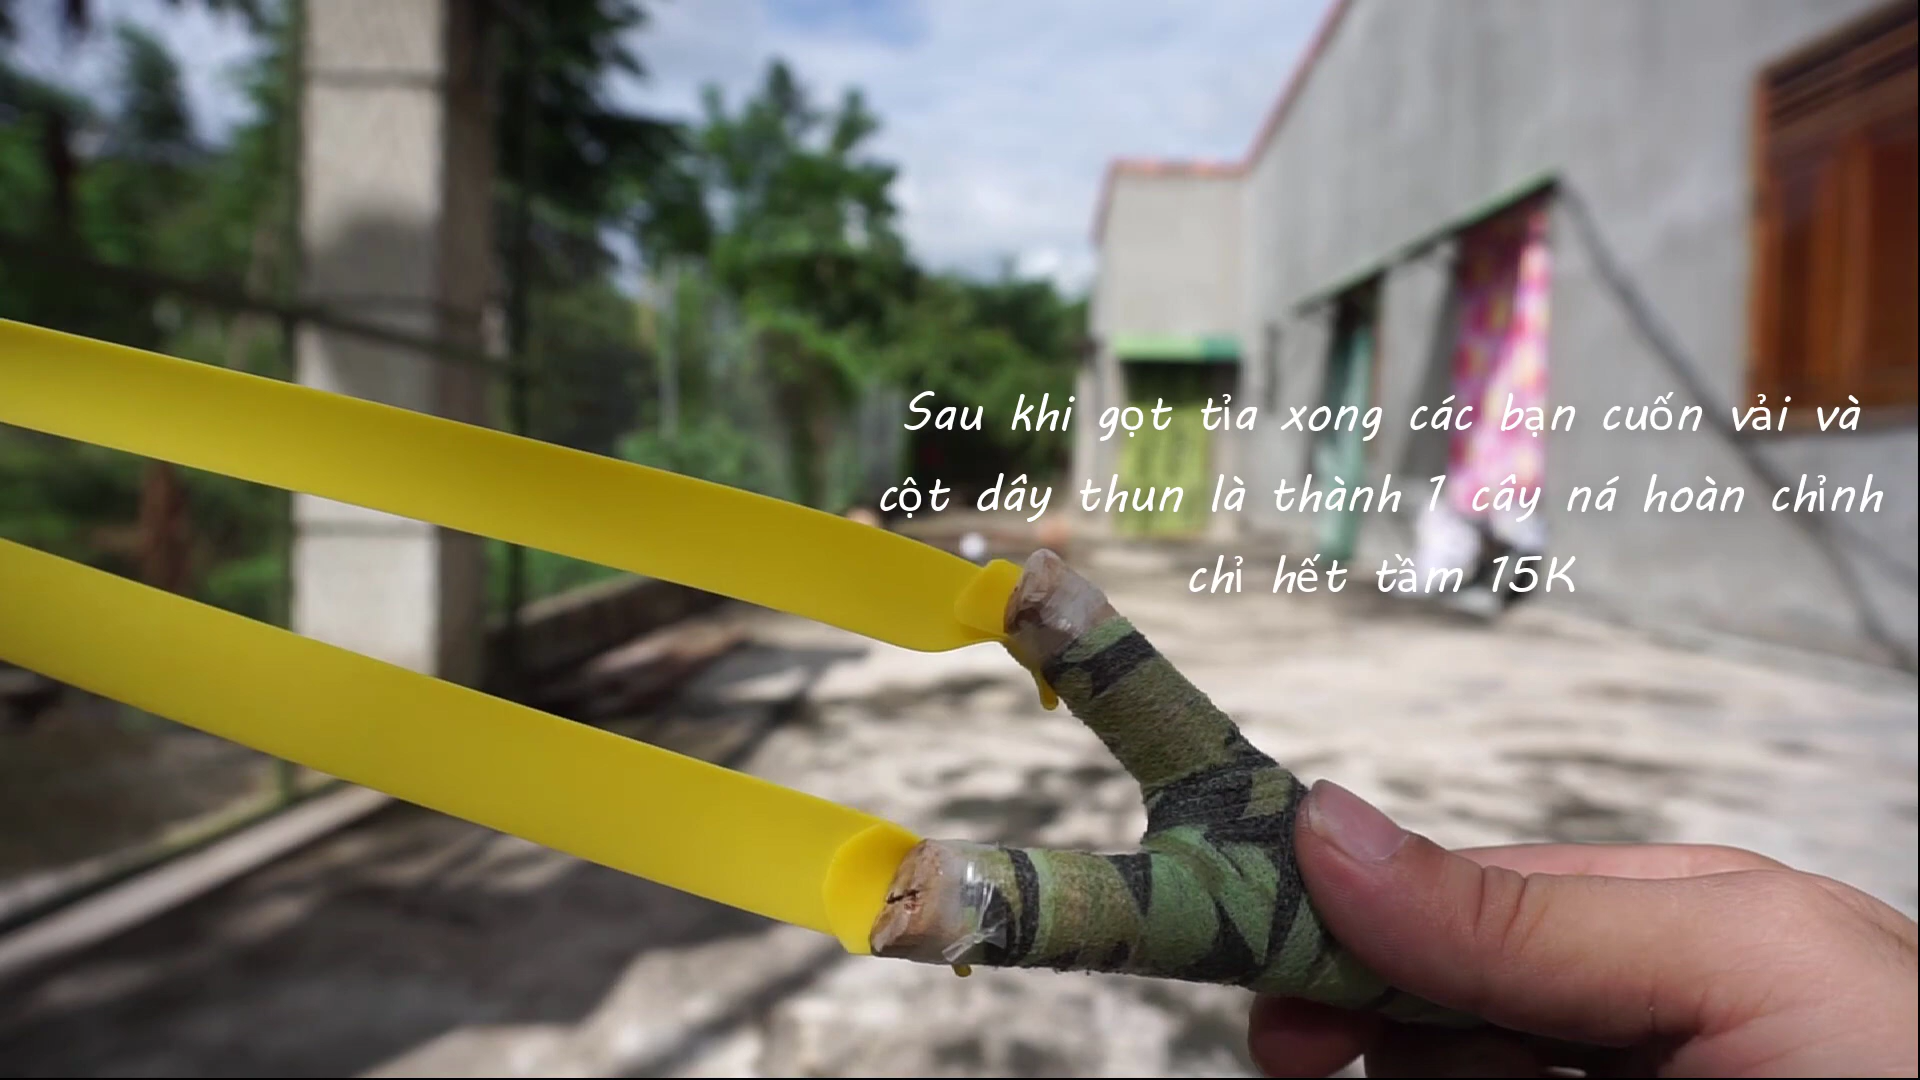 Sau khi gọt tỉa xong các bạn cuốn vải và
cột dây thun là thành 1 cây ná hoàn chỉnh
chỉ hết tầm 15K